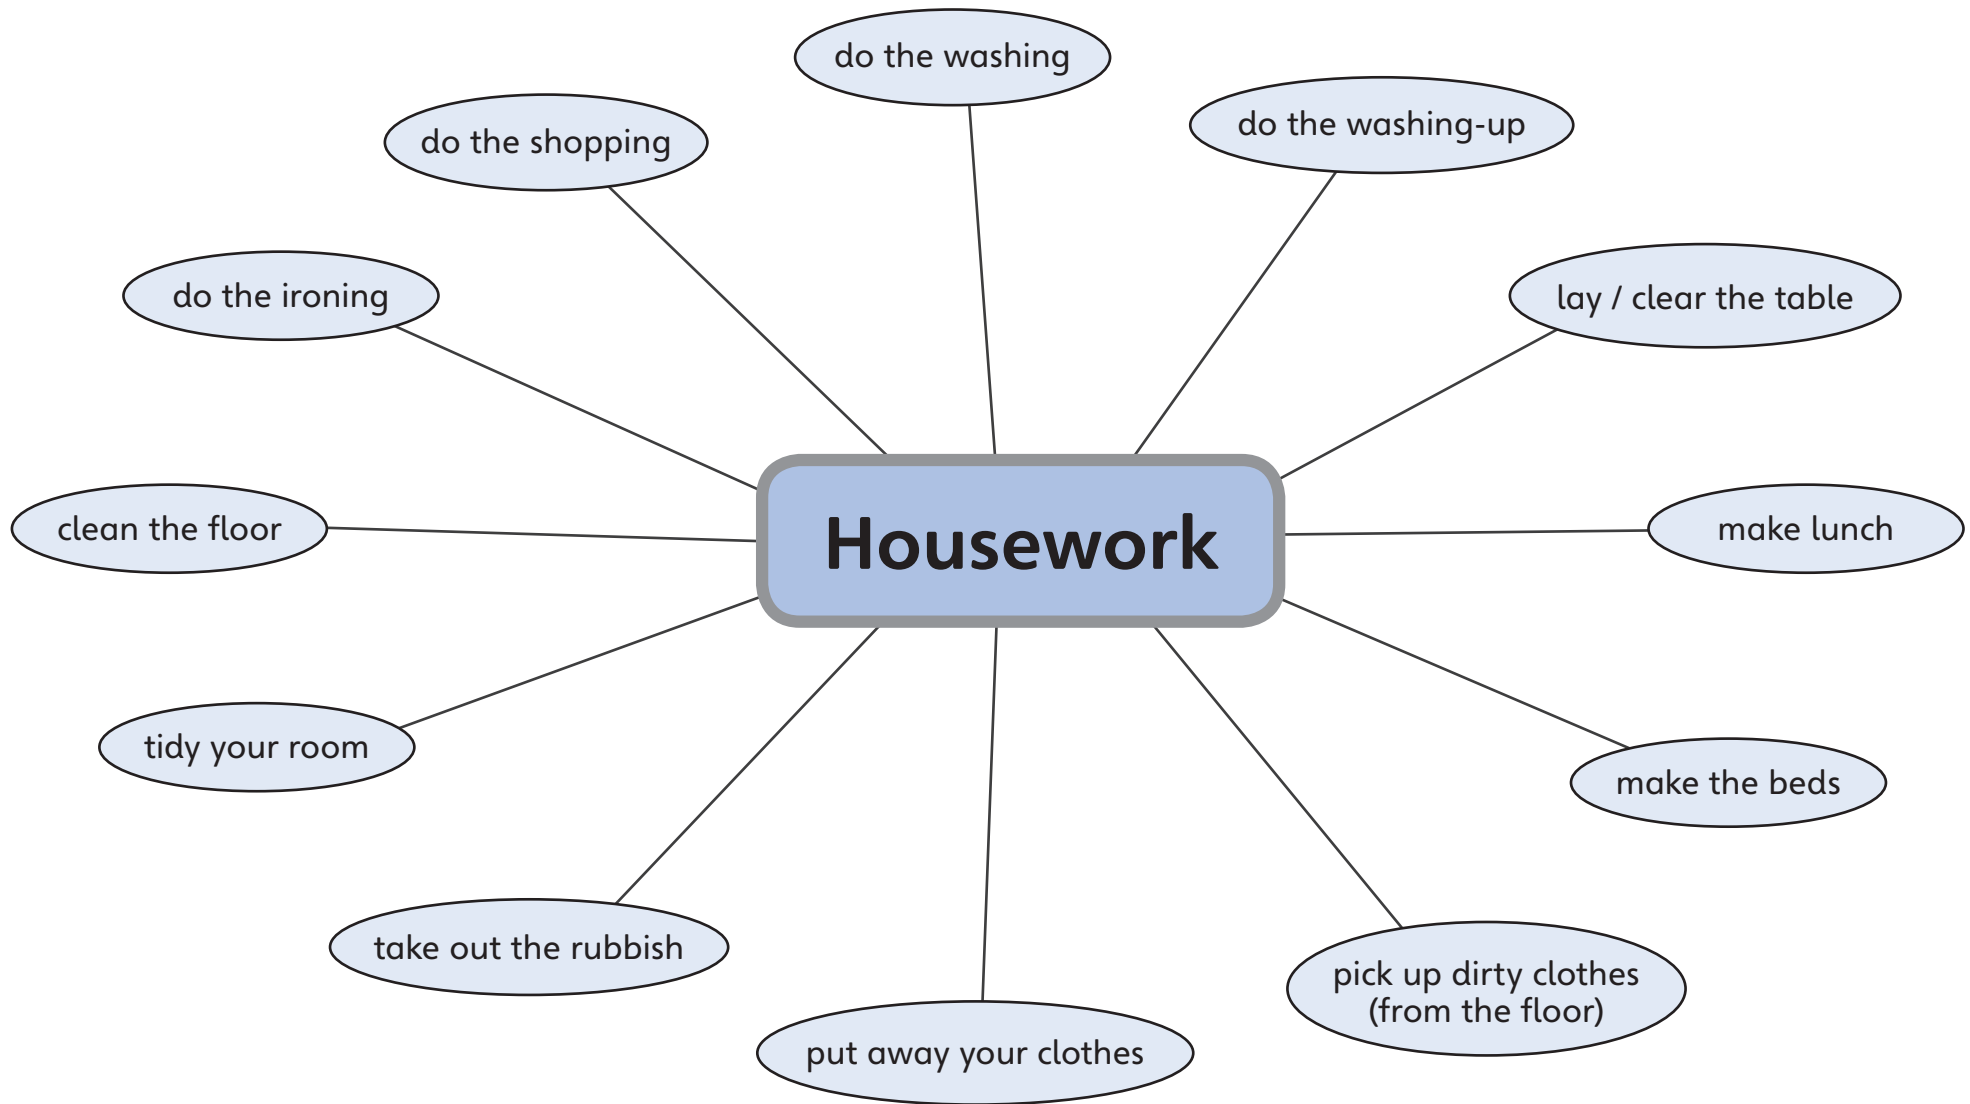 do the washing
do the washing-up
do the shopping
do the ironing
lay / clear the table
clean the floor
Housework
make lunch
tidy your room
make the beds
take out the rubbish
pick up dirty clothes
(from the floor)
put away your clothes